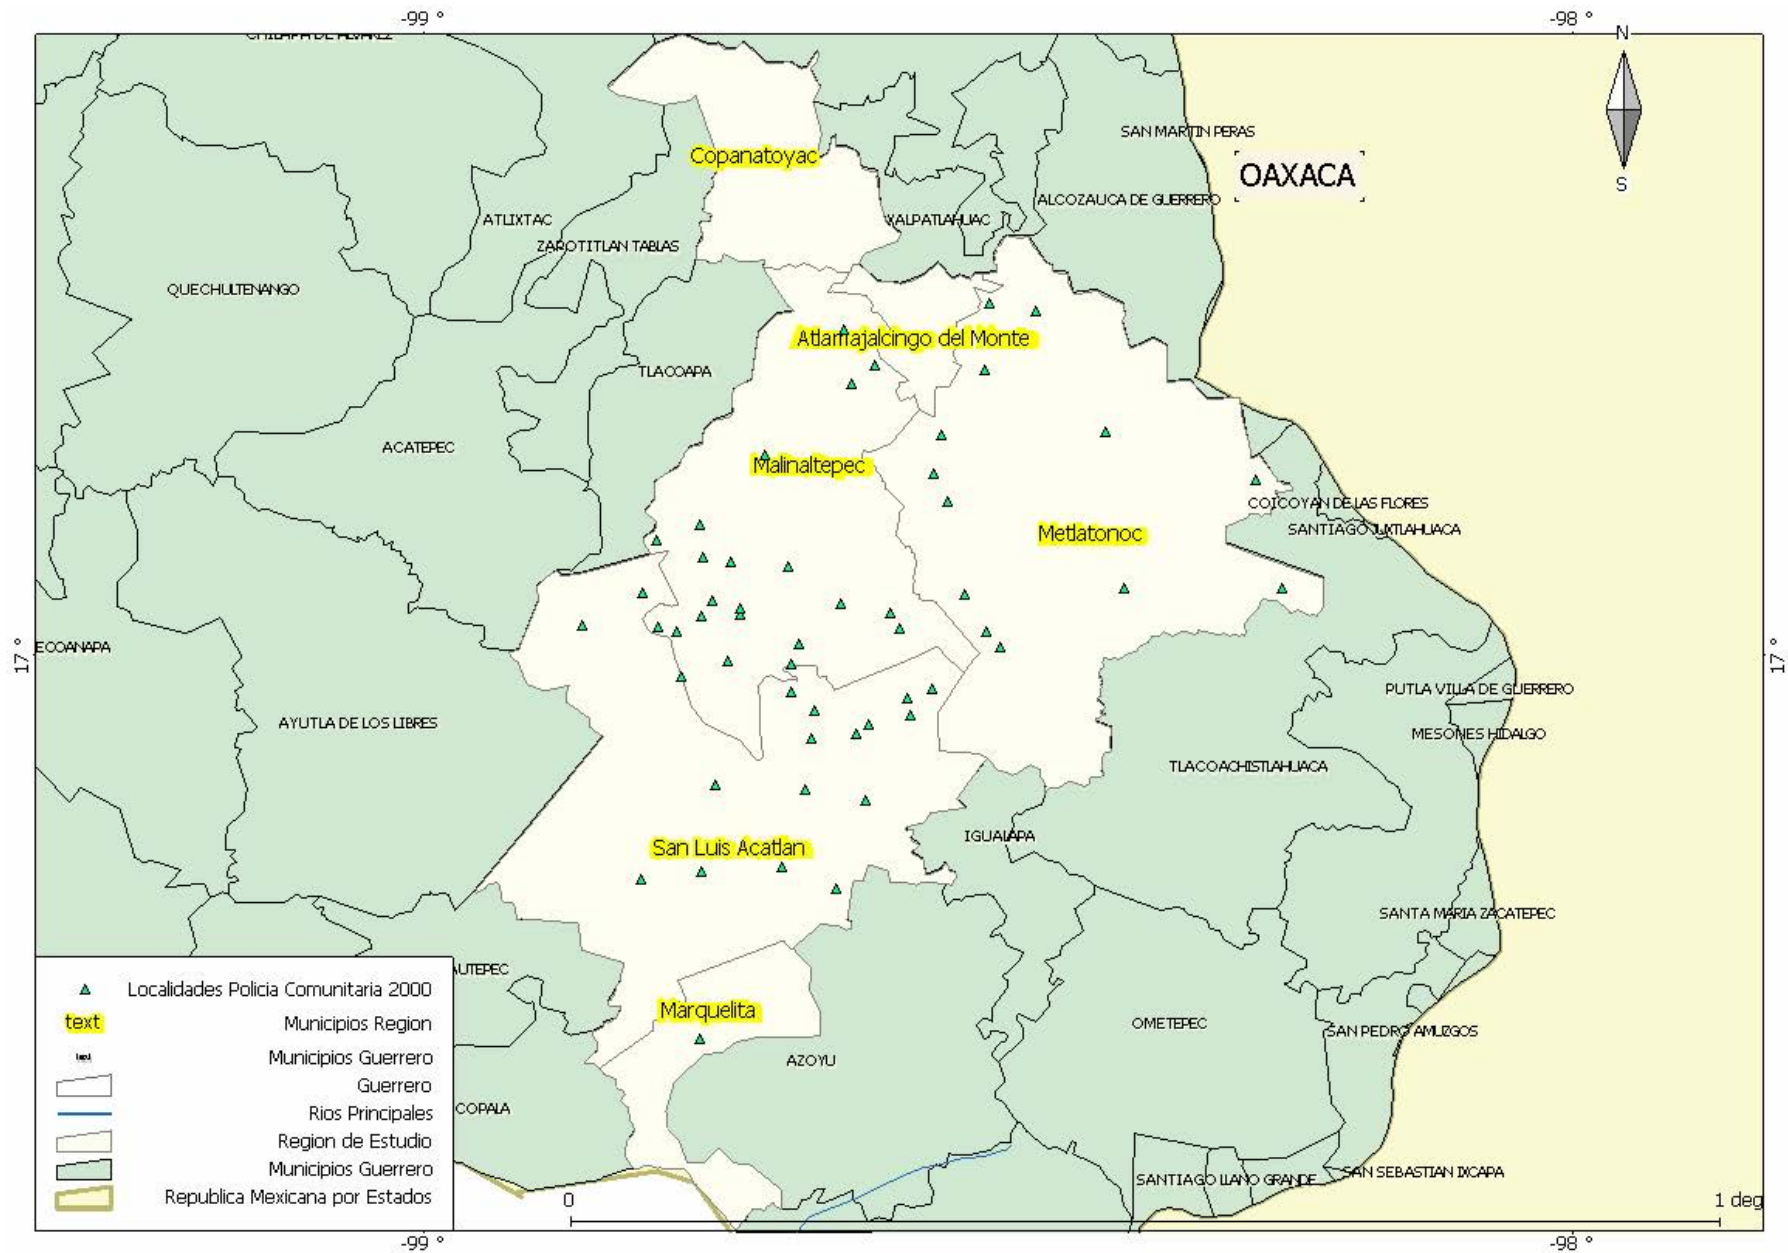 -99 °
-98 °
CHILAPA DE ALVAREZ
N
SAN MARTIN PERAS
Copanatoyac
OAXACA
S
ALCOZAUCA DE GUERRERO
ATLIXTAC
XALPATLAHUAC
ZAPOTITLAN TABLAS
QUECHULTENANGO
Atlamajalcingo del Monte
TLACOAPA
ACATEPEC
Malinaltepec
COICOYAN DE LAS FLORES
SANTIAGO JUXTLAHUACA
Metlatonoc
ECOANAPA
17 °
17 °
PUTLA VILLA DE GUERRERO
AYUTLA DE LOS LIBRES
MESONES HIDALGO
TLACOACHISTLAHUACA
IGUALAPA
San Luis Acatlan
SANTA MARIA ZACATEPEC
AUTEPEC
Marquelita
OMETEPEC
SAN PEDRO AMUZGOS
AZOYU
COPALA
SANTIAGO LLANO GRANDE
SAN SEBASTIAN IXCAPA
Localidades Policia Comunitaria 2000
text Municipios Region
Municipios Guerrero
Guerrero
Rios Principales
Region de Estudio
Municipios Guerrero
Republica Mexicana por Estados
0
1 deg
-99 °
-98 °